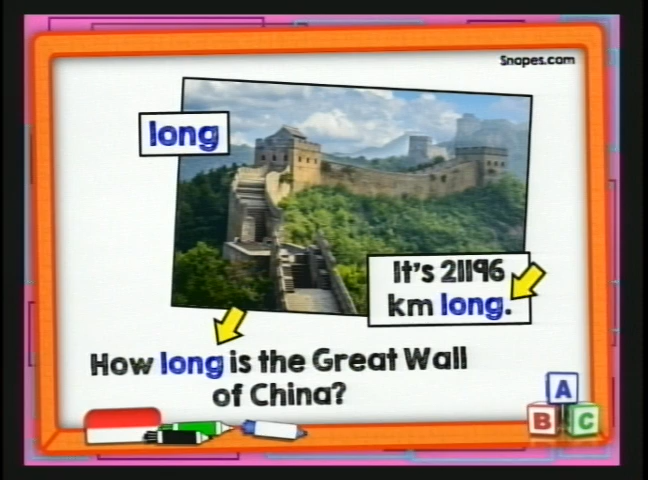 Snopes.com
long
It's 21196
km long.
How long is the Great Wall
of China?
A
B
C